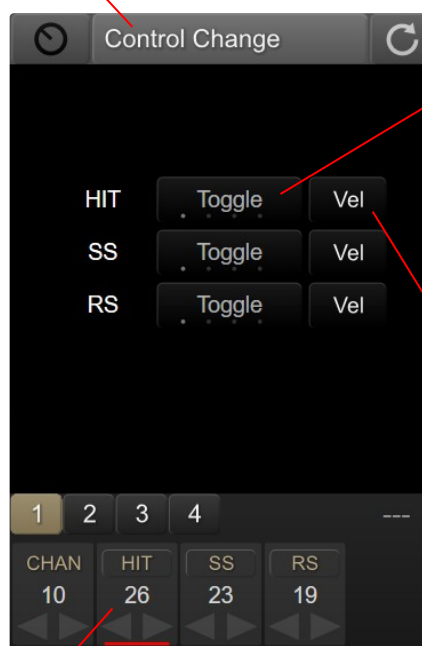 Control Change
HIT Toggle Vel
SS Toggle Vel
RS Toggle Vel
1 2 3 4 ---
CHAN HIT SS RS
10 26 23 19